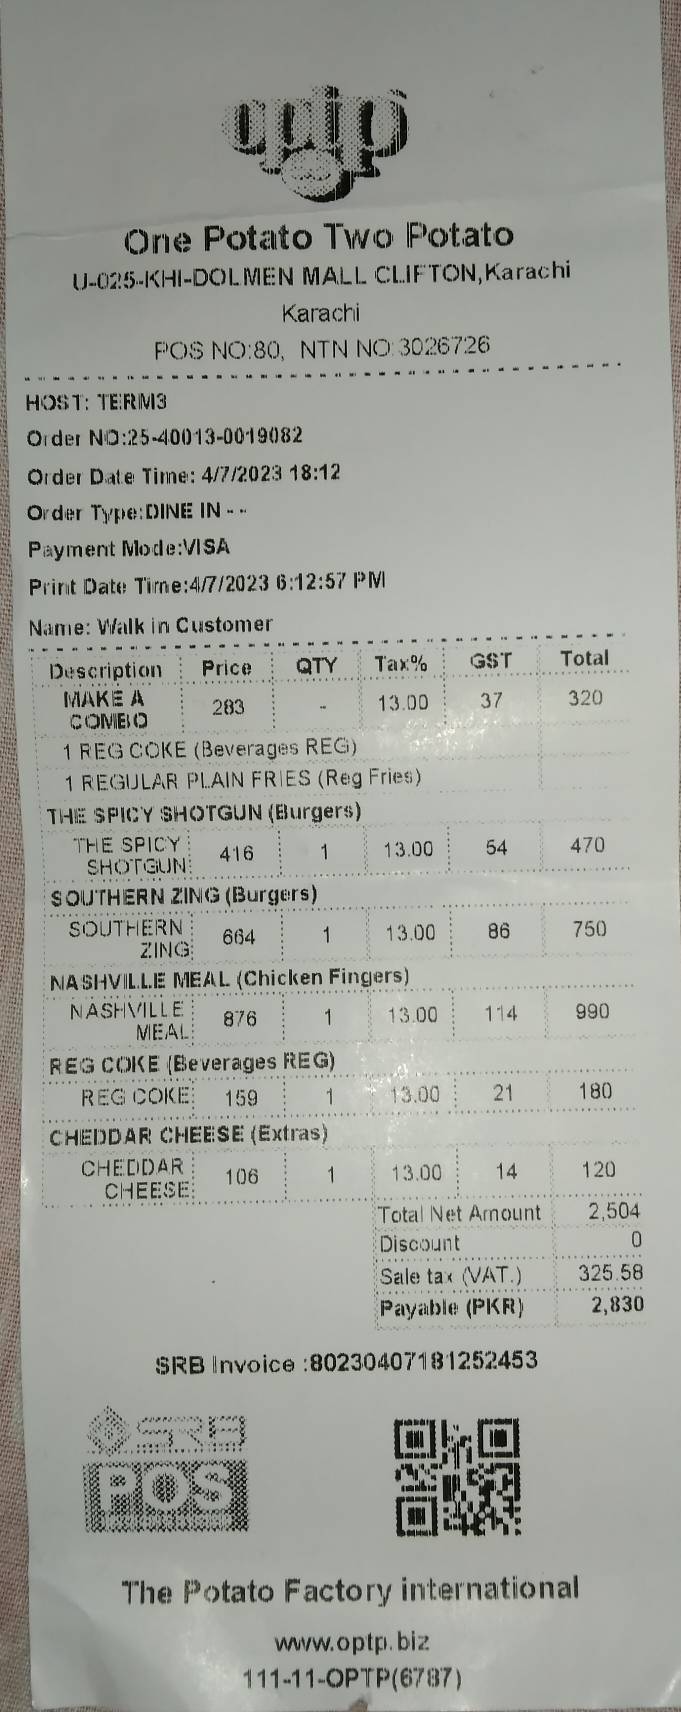 optp
One Potato Two Potato
U-025-KHI-DOLMEN MALL CLIFTON,Karachi
Karachi
POS NO:80, NTN NO:3026726
HOST: TERM3
Order NO:25-40013-0019082
Order Date Time: 4/7/2023 18:12
Order Type:DINE IN - -
Payment Mode:VISA
Print Date Time:4/7/2023 6:12:57 PM
Name: Walk in Customer
Description Price QTY Tax% GST Total
MAKE A COMBO 283 - 13.00 37 320
1 REG COKE (Beverages REG)
1 REGULAR PLAIN FRIES (Reg Fries)
THE SPICY SHOTGUN (Burgers)
THE SPICY SHOTGUN 416 1 13.00 54 470
SOUTHERN ZING (Burgers)
SOUTHERN ZING 664 1 13.00 86 750
NASHVILLE MEAL (Chicken Fingers)
NASHVILLE MEAL 876 1 13.00 114 990
REG COKE (Beverages REG)
REG COKE 159 1 13.00 21 180
CHEDDAR CHEESE (Extras)
CHEDDAR CHEESE 106 1 13.00 14 120
Total Net Amount 2,504
Discount 0
Sale tax (VAT.) 325.58
Payable (PKR) 2,830
SRB Invoice :80230407181252453
SRB
POS
The Potato Factory international
www.optp.biz
111-11-OPTP(6787)